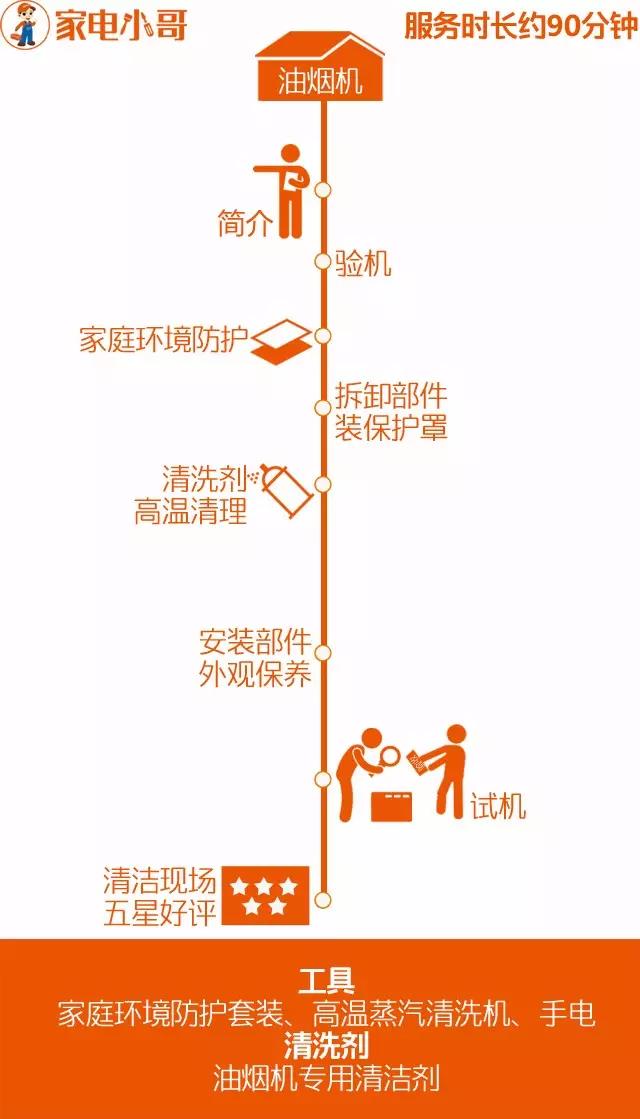 家电小哥
服务时长约90分钟
油烟机
简介
验机
家庭环境防护
拆卸部件
装保护罩
清洗剂
高温清理
安装部件
外观保养
试机
清洁现场
五星好评
工具
家庭环境防护套装、高温蒸汽清洗机、手电
清洗剂
油烟机专用清洁剂